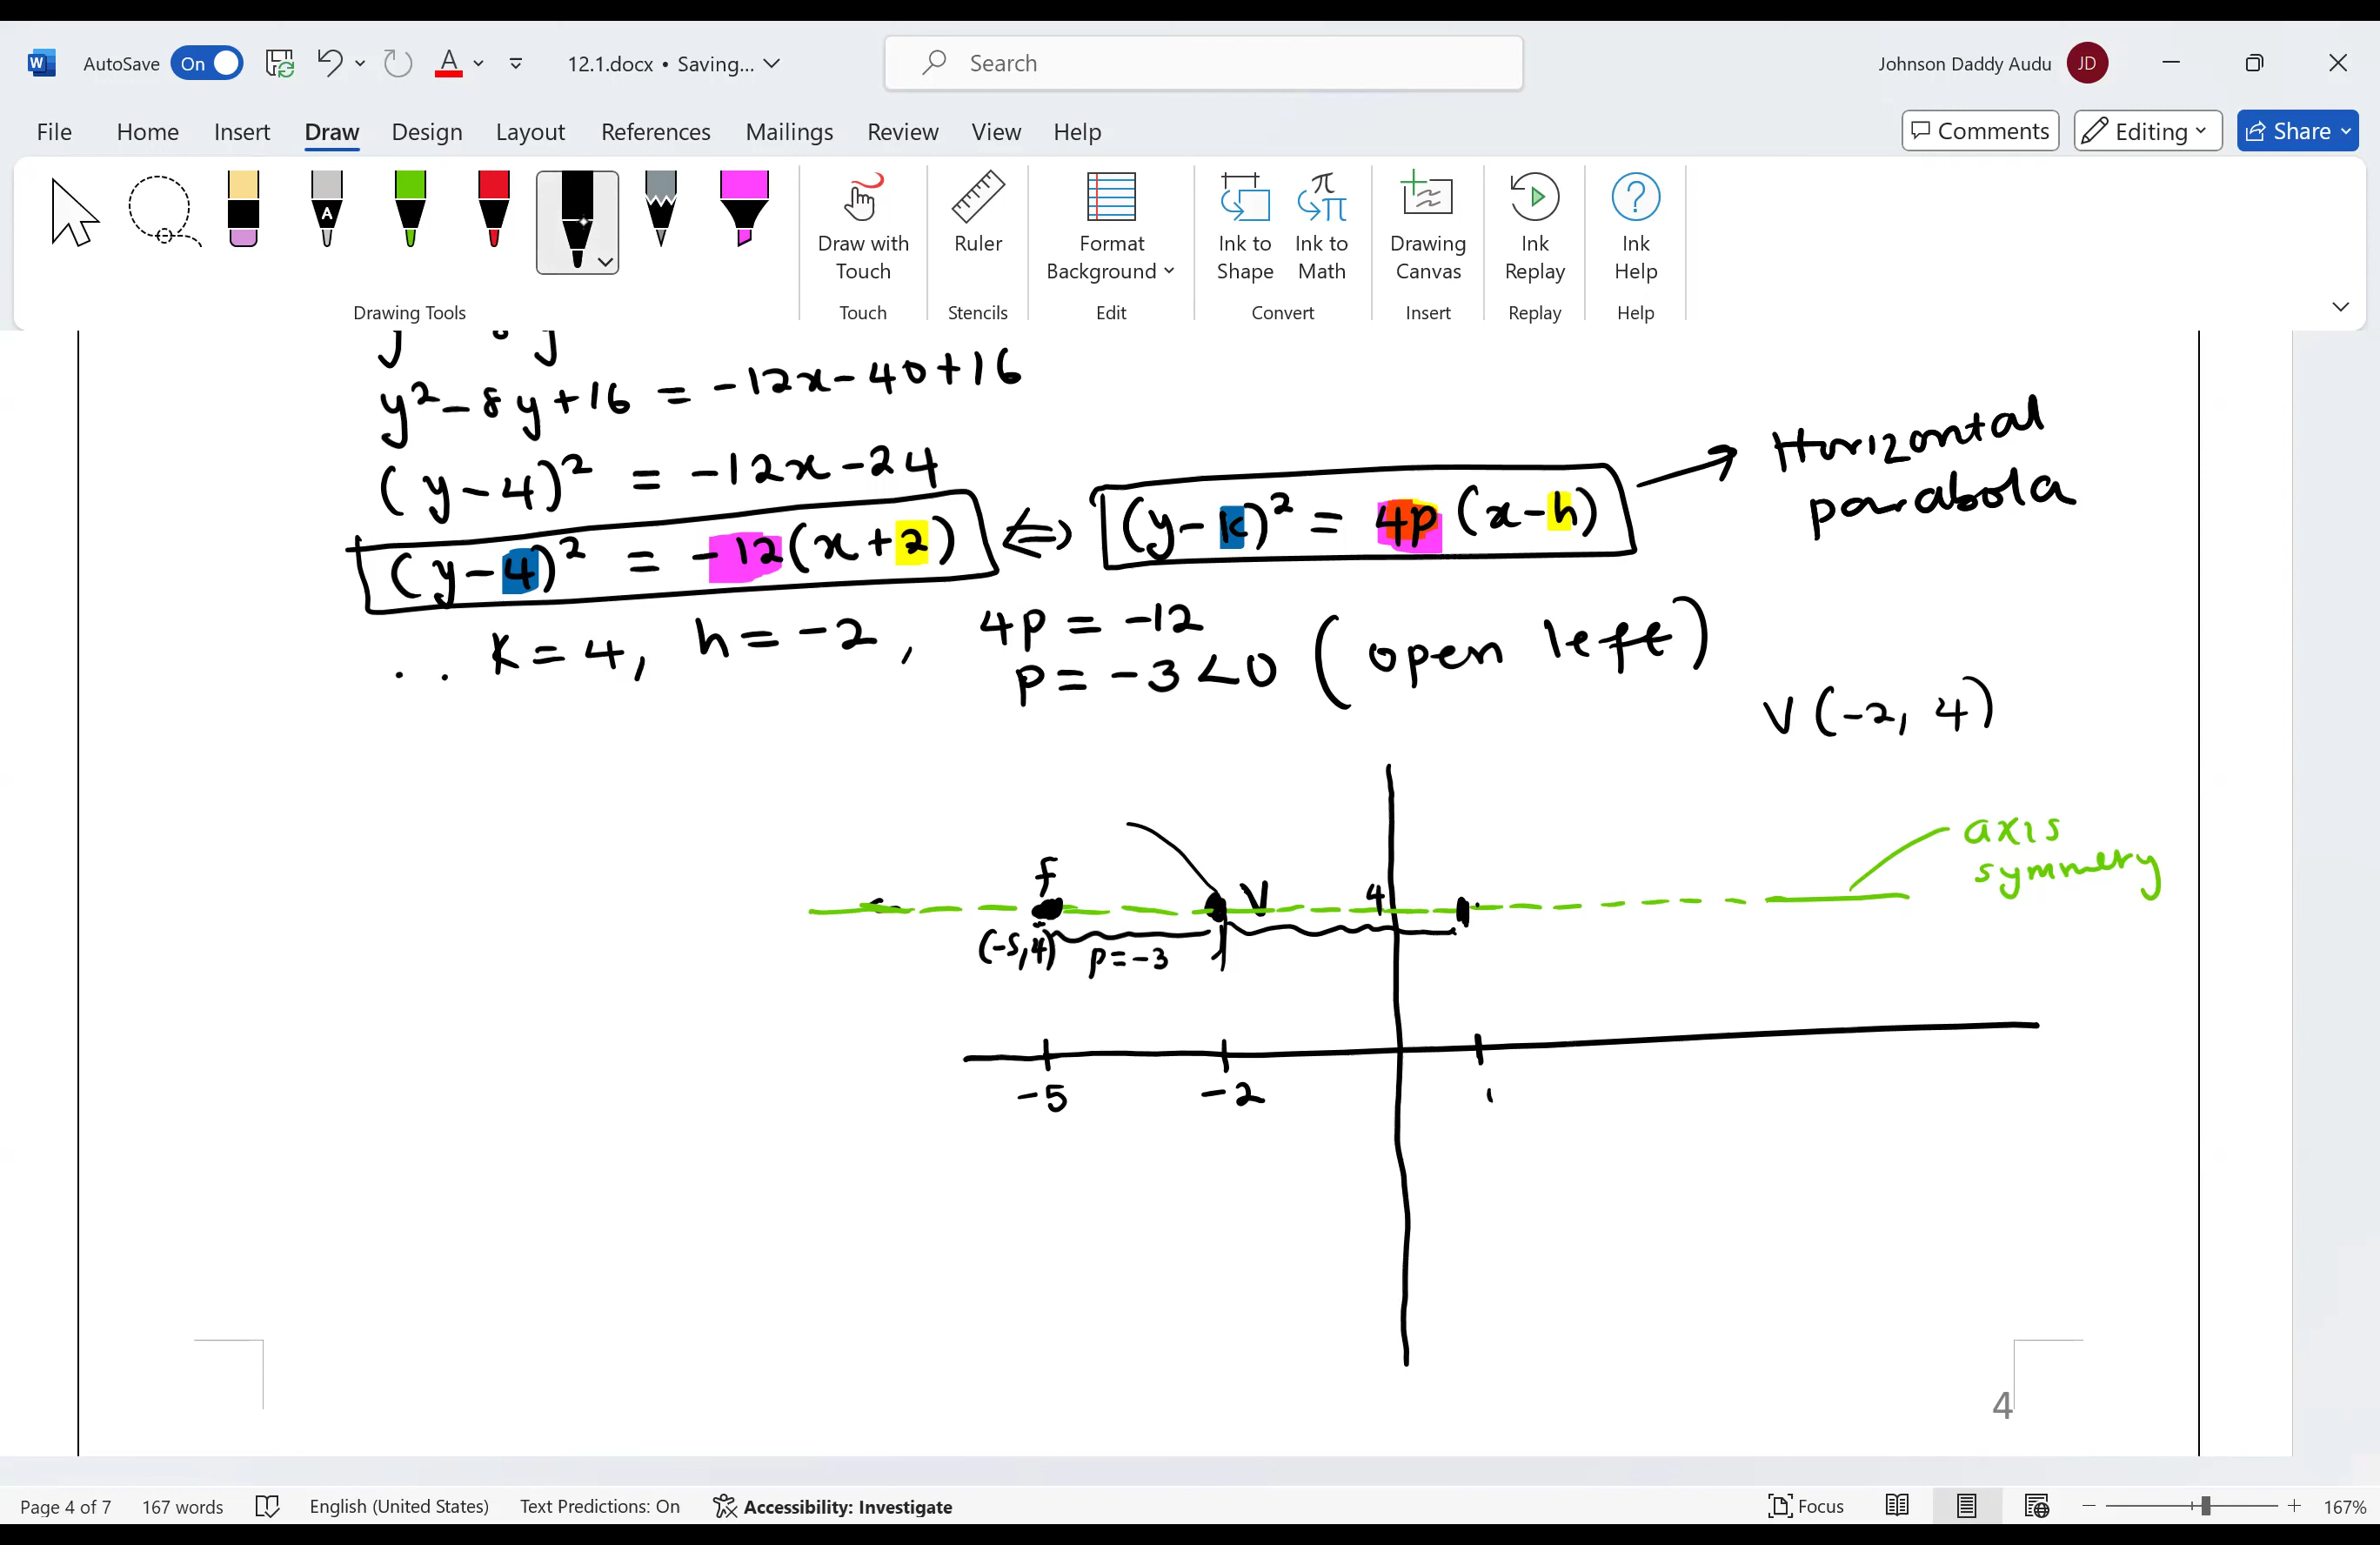 AutoSave On 12.1.docx • Saving... Search Johnson Daddy Audu JD
File Home Insert Draw Design Layout References Mailings Review View Help Comments Editing Share
Draw with Touch Ruler Format Background Ink to Shape Ink to Math Drawing Canvas Ink Replay Ink Help
Drawing Tools Touch Stencils Edit Convert Insert Replay Help
y² - 8y + 16 = -12x - 40 + 16
(y - 4)² = -12x - 24
(y - 4)² = -12(x + 2) ⟺ (y - k)² = 4p(x - h) → Horizontal parabola
∴ k = 4, h = -2, 4p = -12
p = -3 < 0 (open left)
V(-2, 4)
axis symmery
f V 4
(-5, 4) p = -3
-5 -2
4
Page 4 of 7 167 words English (United States) Text Predictions: On Accessibility: Investigate Focus 167%